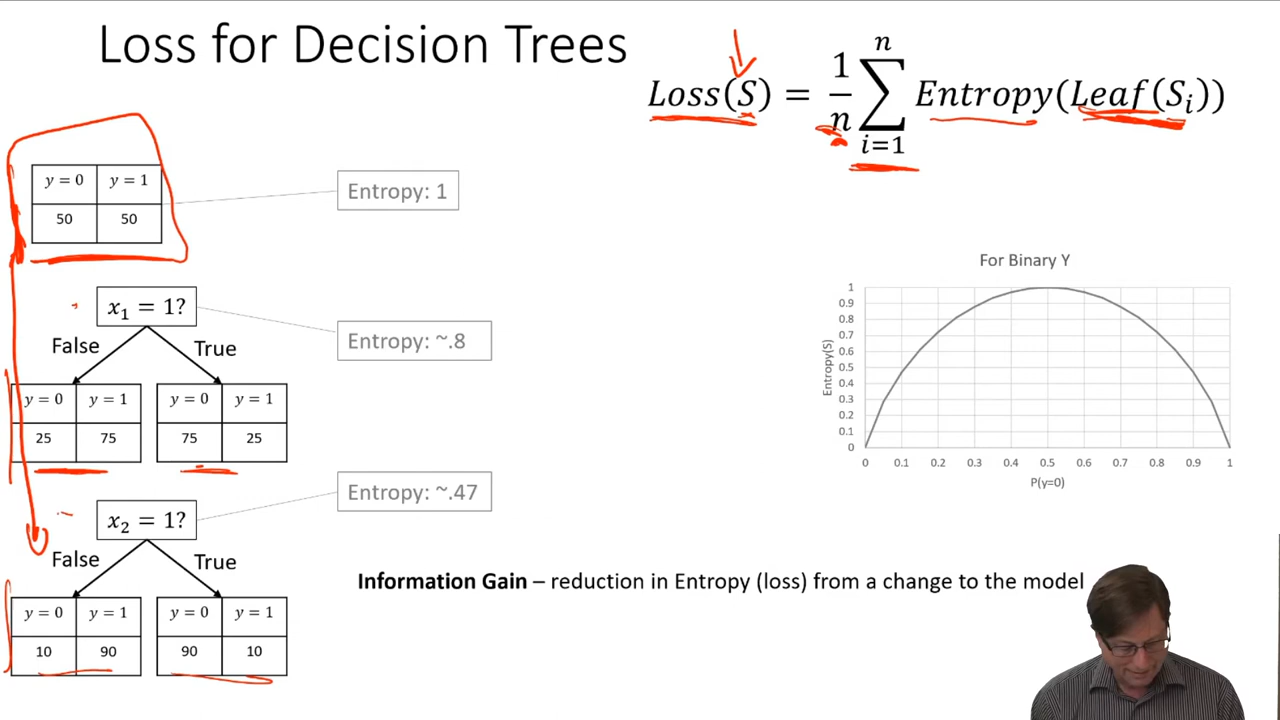 Loss for Decision Trees
Loss(S) = 1/n ∑ n i=1 Entropy(Leaf(Sᵢ))
y = 0 y = 1
50 50
Entropy: 1
x₁ = 1?
False True
y = 0 y = 1 y = 0 y = 1
25 75 75 25
Entropy: ~.8
x₂ = 1?
False True
y = 0 y = 1 y = 0 y = 1
10 90 90 10
Entropy: ~.47
For Binary Y
Entropy(S)
1
0.9
0.8
0.7
0.6
0.5
0.4
0.3
0.2
0.1
0
0 0.1 0.2 0.3 0.4 0.5 0.6 0.7 0.8 0.9 1
P(y=0)
Information Gain – reduction in Entropy (loss) from a change to the model